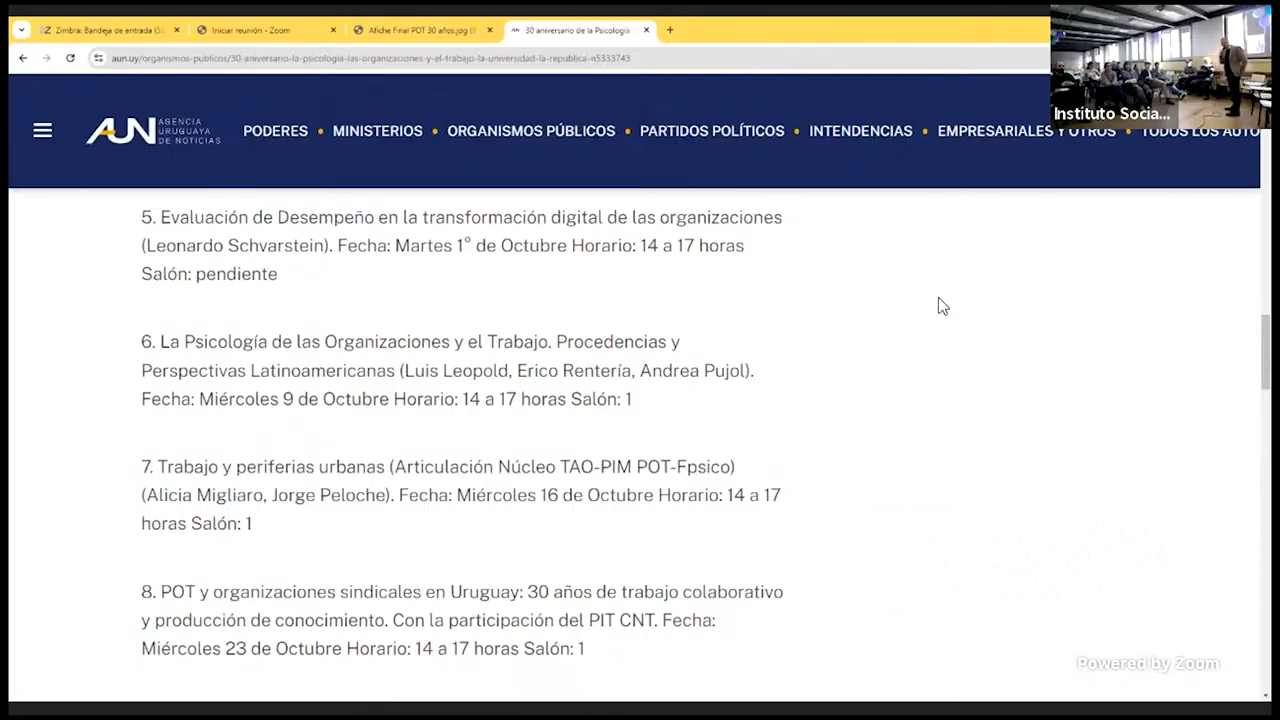 Zimbra: Bandeja de entrada (50
Iniciar reunión - Zoom
Afiche Final POT 30 años.jpg (
30 aniversario de la Psicología
aun.uy/organismos-publicos/30-aniversario-la-psicologia-las-organizaciones-y-el-trabajo-la-universidad-la-republica-n5333743
Instituto Socia...
AUN AGENCIA
URUGUAYA
DE NOTICIAS
PODERES • MINISTERIOS • ORGANISMOS PÚBLICOS • PARTIDOS POLÍTICOS • INTENDENCIAS • EMPRESARIALES Y OTROS • TODOS LOS AUTO
5. Evaluación de Desempeño en la transformación digital de las organizaciones
(Leonardo Schvarstein). Fecha: Martes 1° de Octubre Horario: 14 a 17 horas
Salón: pendiente
6. La Psicología de las Organizaciones y el Trabajo. Procedencias y
Perspectivas Latinoamericanas (Luis Leopold, Erico Rentería, Andrea Pujol).
Fecha: Miércoles 9 de Octubre Horario: 14 a 17 horas Salón: 1
7. Trabajo y periferias urbanas (Articulación Núcleo TAO-PIM POT-Fpsico)
(Alicia Migliaro, Jorge Peloche). Fecha: Miércoles 16 de Octubre Horario: 14 a 17
horas Salón: 1
8. POT y organizaciones sindicales en Uruguay: 30 años de trabajo colaborativo
y producción de conocimiento. Con la participación del PIT CNT. Fecha:
Miércoles 23 de Octubre Horario: 14 a 17 horas Salón: 1
Powered by Zoom